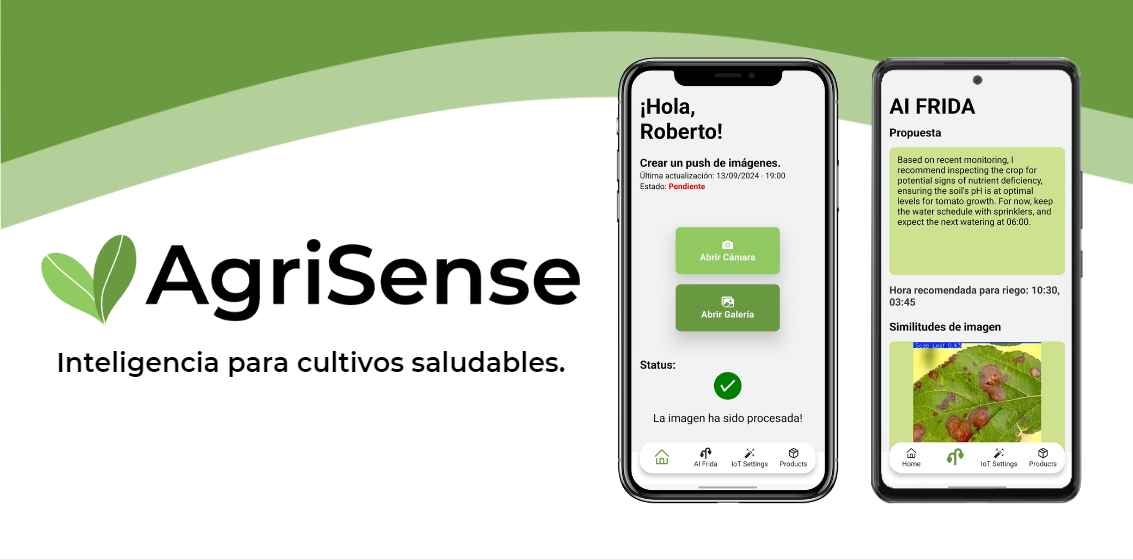 AgriSense
Inteligencia para cultivos saludables.
¡Hola,
Roberto!
Crear un push de imágenes.
Última actualización: 13/09/2024 · 19:00
Estado: Pendiente
Abrir Cámara
Abrir Galería
Status:
La imagen ha sido procesada!
AI Frida
IoT Settings
Products
AI FRIDA
Propuesta
Based on recent monitoring, I
recommend inspecting the crop for
potential signs of nutrient deficiency,
ensuring the soil's pH is at optimal
levels for tomato growth. For now, keep
the water schedule with sprinklers, and
expect the next watering at 06:00.
Hora recomendada para riego: 10:30,
03:45
Similitudes de imagen
Scab Leaf 0.43
Home
IoT Settings
Products